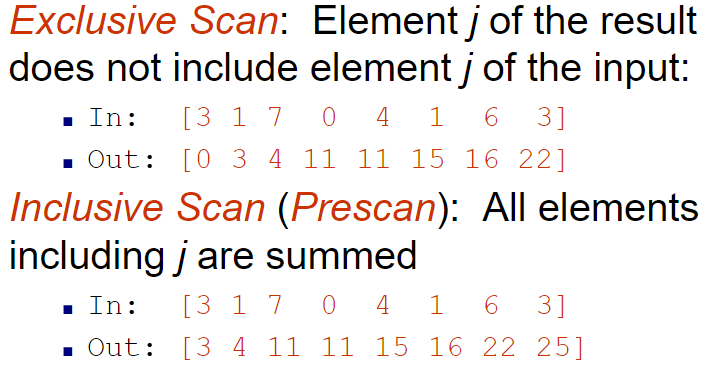 Exclusive Scan: Element j of the result
does not include element j of the input:
▪ In: [3 1 7 0 4 1 6 3]
▪ Out: [0 3 4 11 11 15 16 22]
Inclusive Scan (Prescan): All elements
including j are summed
▪ In: [3 1 7 0 4 1 6 3]
▪ Out: [3 4 11 11 15 16 22 25]